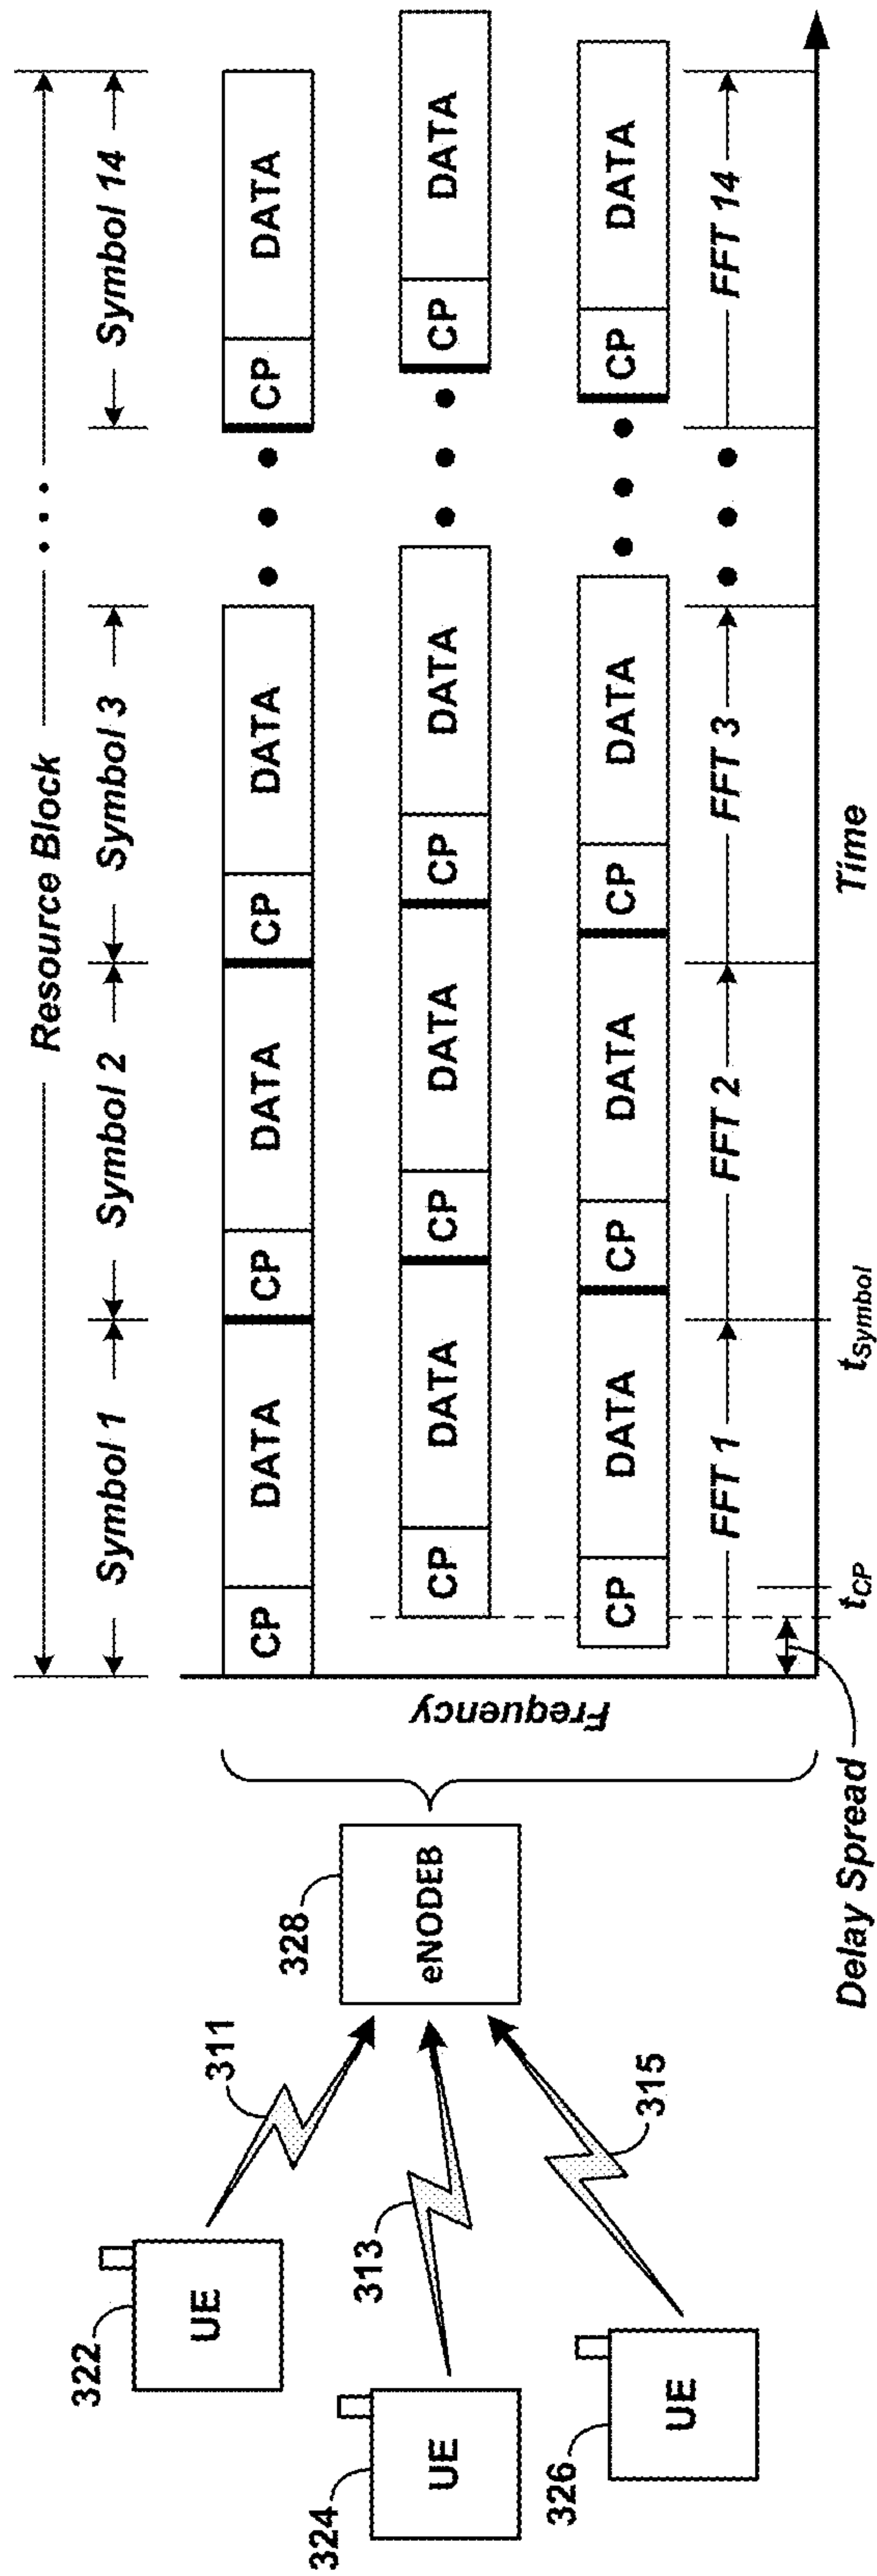 Resource Block
Symbol 1
Symbol 2
Symbol 3
Symbol 14
CP DATA CP DATA CP DATA CP DATA
CP DATA CP DATA CP DATA CP DATA
CP DATA CP DATA CP DATA CP DATA
FFT 1
FFT 2
FFT 3
FFT 14
Frequency
tCP
tSymbol
Time
Delay Spread
322
UE
311
324
UE
313
328
eNODEB
326
UE
315